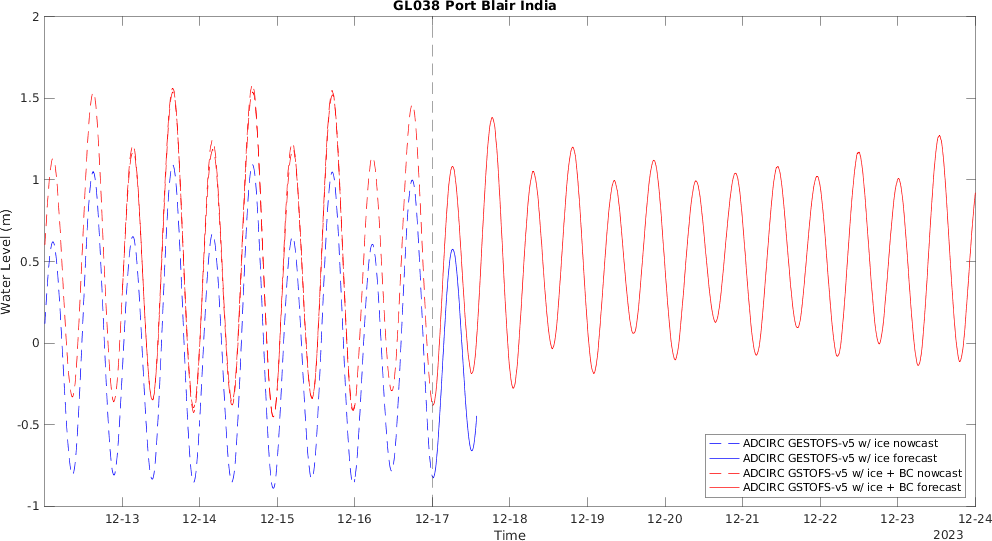 GL038 Port Blair India
2
1.5
1
0.5
0
-0.5
-1
Water Level (m)
12-13
12-14
12-15
12-16
12-17
12-18
12-19
12-20
12-21
12-22
12-23
12-24
Time
2023
ADCIRC GESTOFS-v5 w/ ice nowcast
ADCIRC GESTOFS-v5 w/ ice forecast
ADCIRC GSTOFS-v5 w/ ice + BC nowcast
ADCIRC GSTOFS-v5 w/ ice + BC forecast